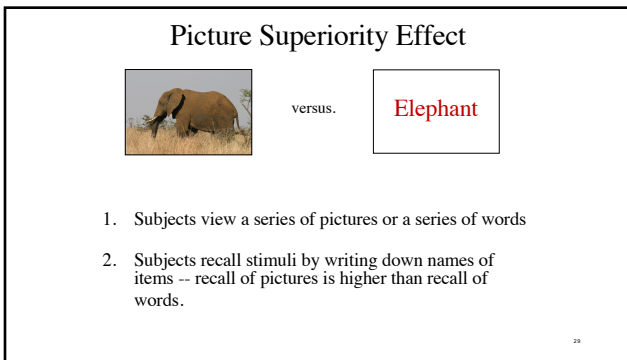 Picture Superiority Effect
versus.
Elephant
1. Subjects view a series of pictures or a series of words
2. Subjects recall stimuli by writing down names of
items -- recall of pictures is higher than recall of
words.
29